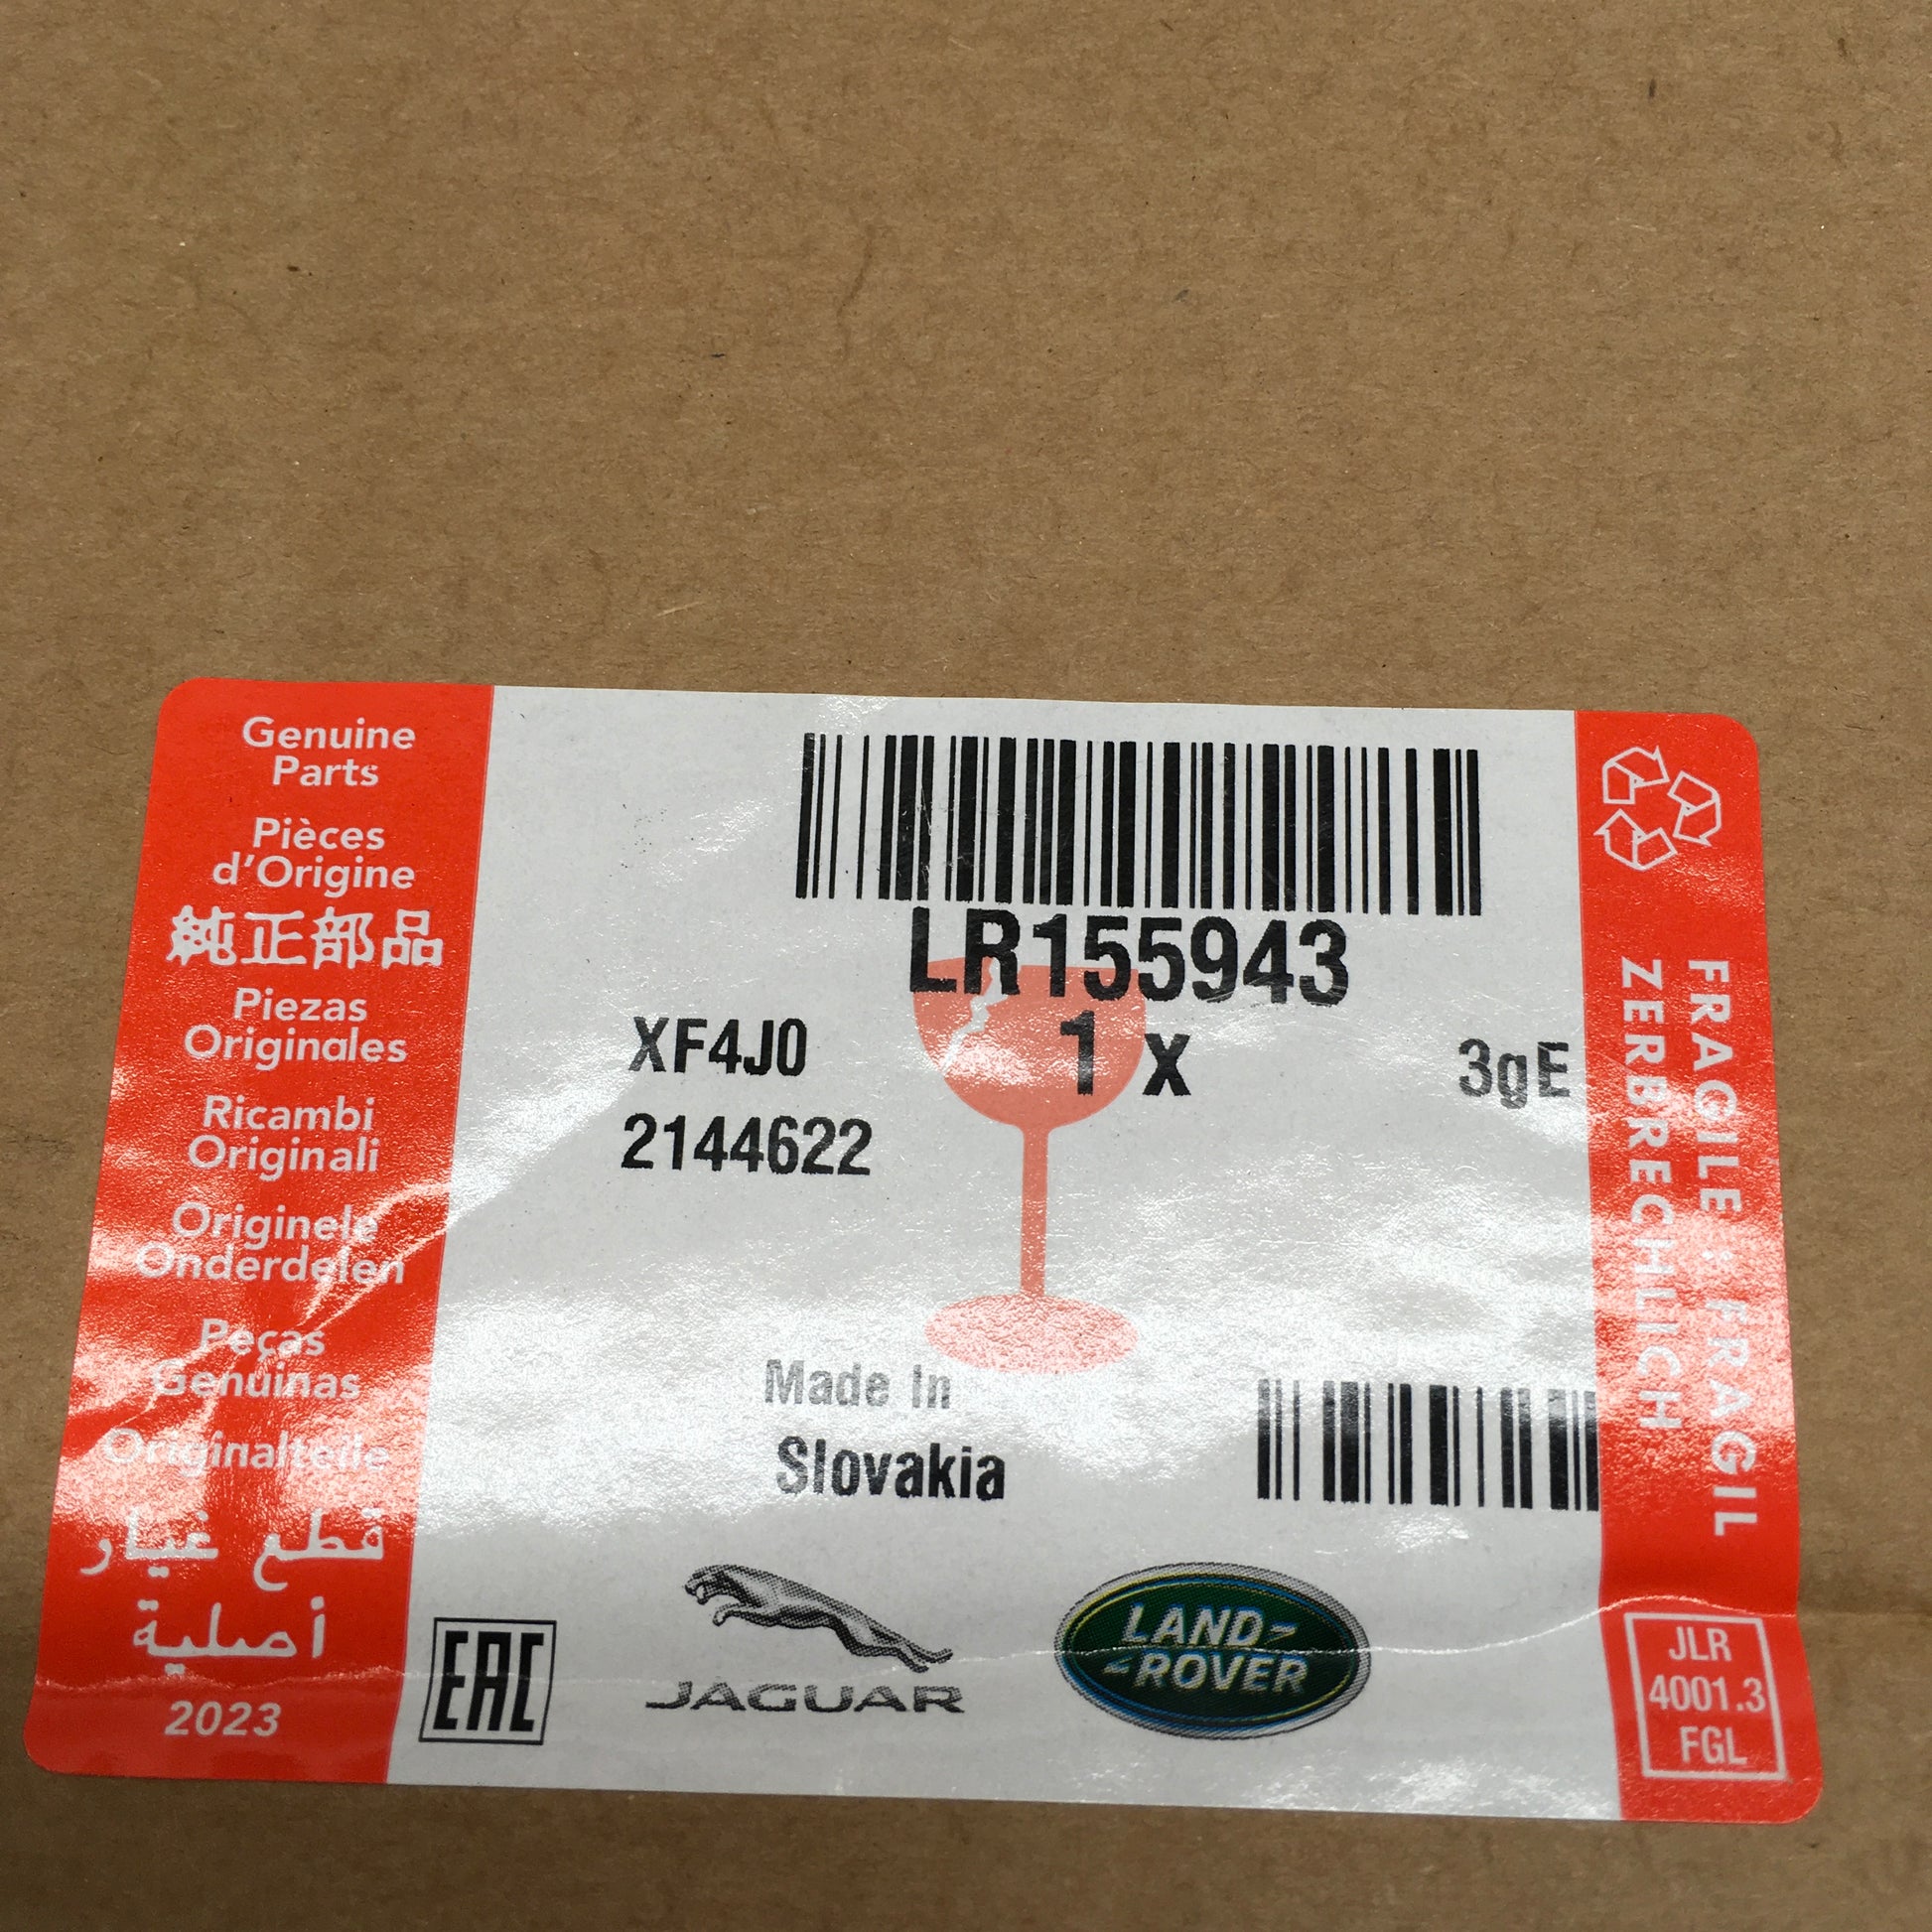 Genuine
Parts
Pièces
d'Origine
純正部品
Piezas
Originales
Ricambi
Originali
Originele
Onderdelen
Peças
Genuinas
Originalteile
قطع غيار
أصلية
2023
LR155943
XF4J0
1 X
3gE
2144622
Made In
Slovakia
EAC
JAGUAR
LAND-
ROVER
FRAGILE : FRAGIL
ZERBRECHLICH
JLR
4001.3
FGL